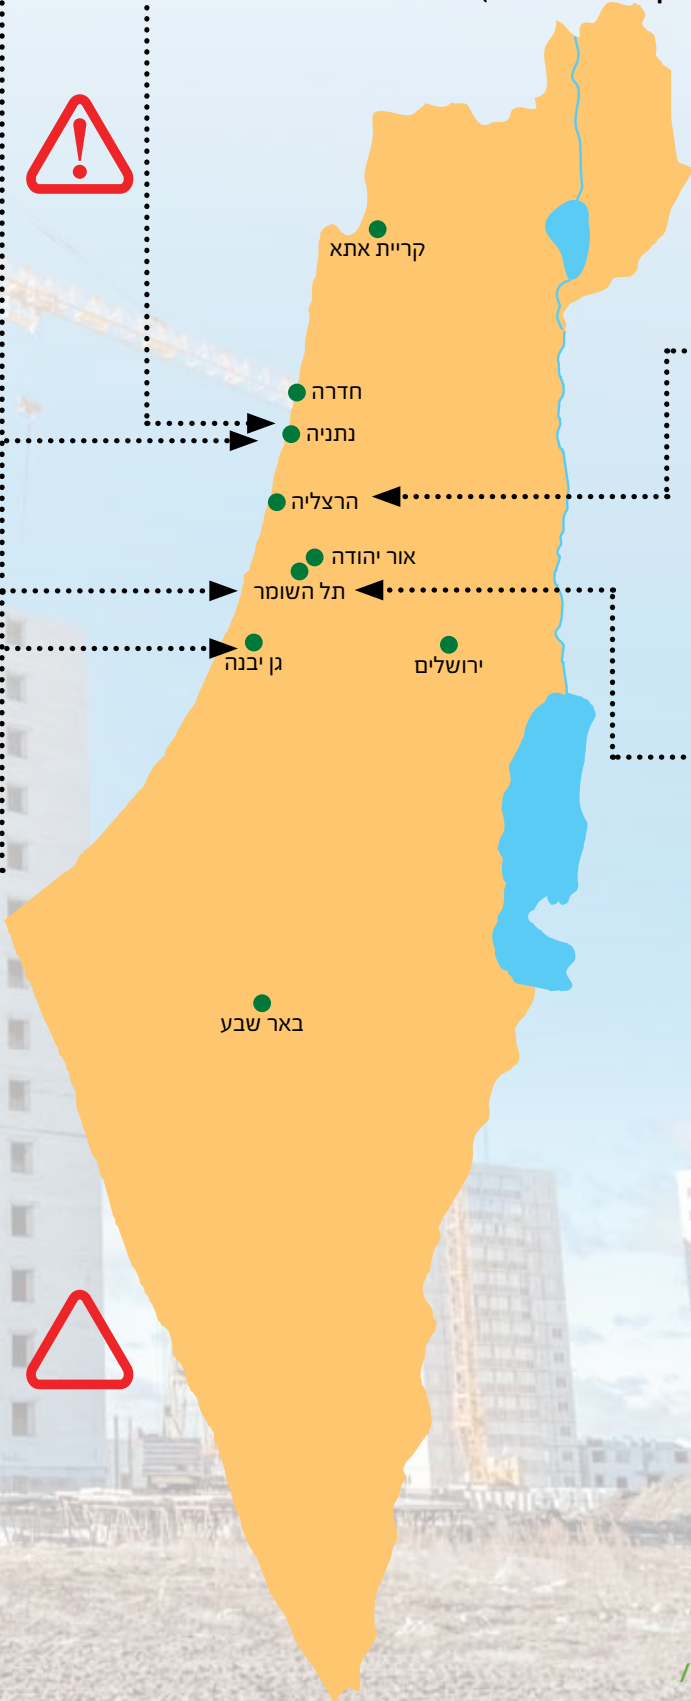 קריית אתא
חדרה
נתניה
הרצליה
אור יהודה
תל השומר
גן יבנה
ירושלים
באר שבע